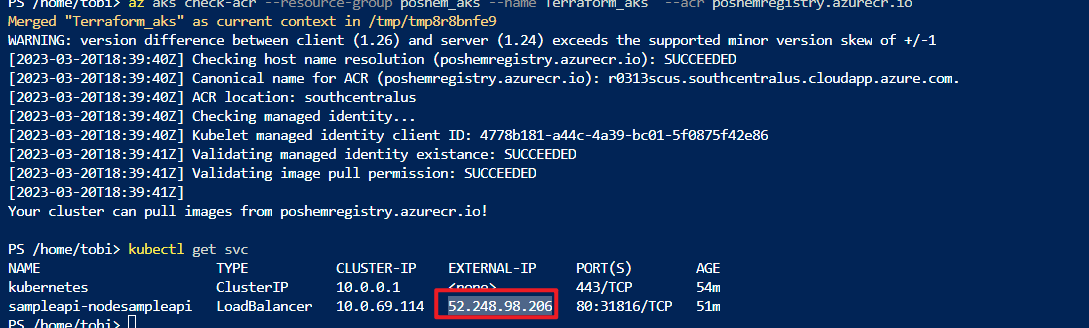 PS /home/tobi> az aks check-acr --resource-group poshem_aks --name Terraform_aks --acr poshemregistry.azurecr.io
Merged "Terraform_aks" as current context in /tmp/tmp8r8bnfe9
WARNING: version difference between client (1.26) and server (1.24) exceeds the supported minor version skew of +/-1
[2023-03-20T18:39:40Z] Checking host name resolution (poshemregistry.azurecr.io): SUCCEEDED
[2023-03-20T18:39:40Z] Canonical name for ACR (poshemregistry.azurecr.io): r0313scus.southcentralus.cloudapp.azure.com.
[2023-03-20T18:39:40Z] ACR location: southcentralus
[2023-03-20T18:39:40Z] Checking managed identity...
[2023-03-20T18:39:40Z] Kubelet managed identity client ID: 4778b181-a44c-4a39-bc01-5f0875f42e86
[2023-03-20T18:39:41Z] Validating managed identity existance: SUCCEEDED
[2023-03-20T18:39:41Z] Validating image pull permission: SUCCEEDED
[2023-03-20T18:39:41Z]
Your cluster can pull images from poshemregistry.azurecr.io!
PS /home/tobi> kubectl get svc
NAME TYPE CLUSTER-IP EXTERNAL-IP PORT(S) AGE
kubernetes ClusterIP 10.0.0.1 <none> 443/TCP 54m
sampleapi-nodesampleapi LoadBalancer 10.0.69.114 52.248.98.206 80:31816/TCP 51m
PS /home/tobi>